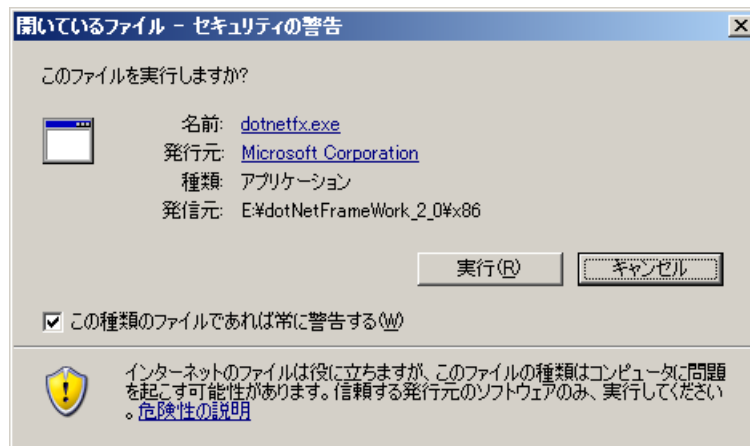 開いているファイル - セキュリティの警告
このファイルを実行しますか?
名前: dotnetfx.exe
発行元: Microsoft Corporation
種類: アプリケーション
発信元: E:¥dotNetFrameWork_2_0¥x86
実行(R) キャンセル
この種類のファイルであれば常に警告する(W)
インターネットのファイルは役に立ちますが、このファイルの種類はコンピュータに問題
を起こす可能性があります。信頼する発行元のソフトウェアのみ、実行してください
。危険性の説明